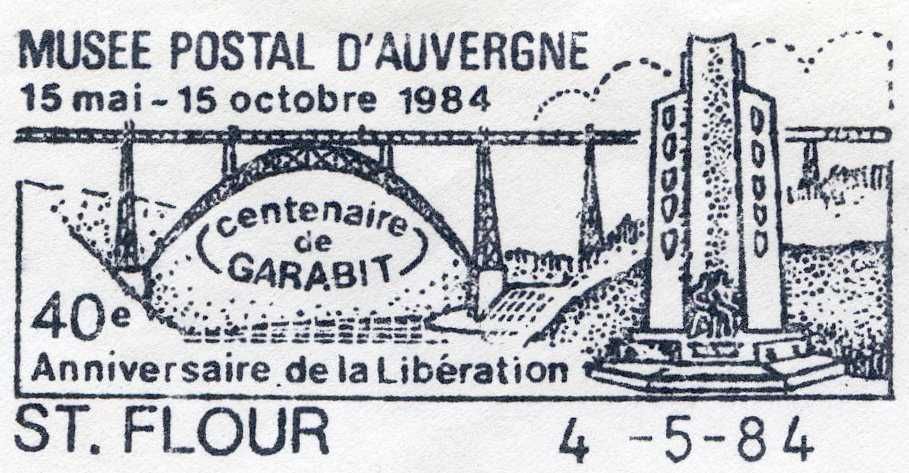 MUSEE POSTAL D'AUVERGNE
15 mai - 15 octobre 1984
centenaire
de
GARABIT
40e
Anniversaire de la Libération
ST. FLOUR 4 -5-84